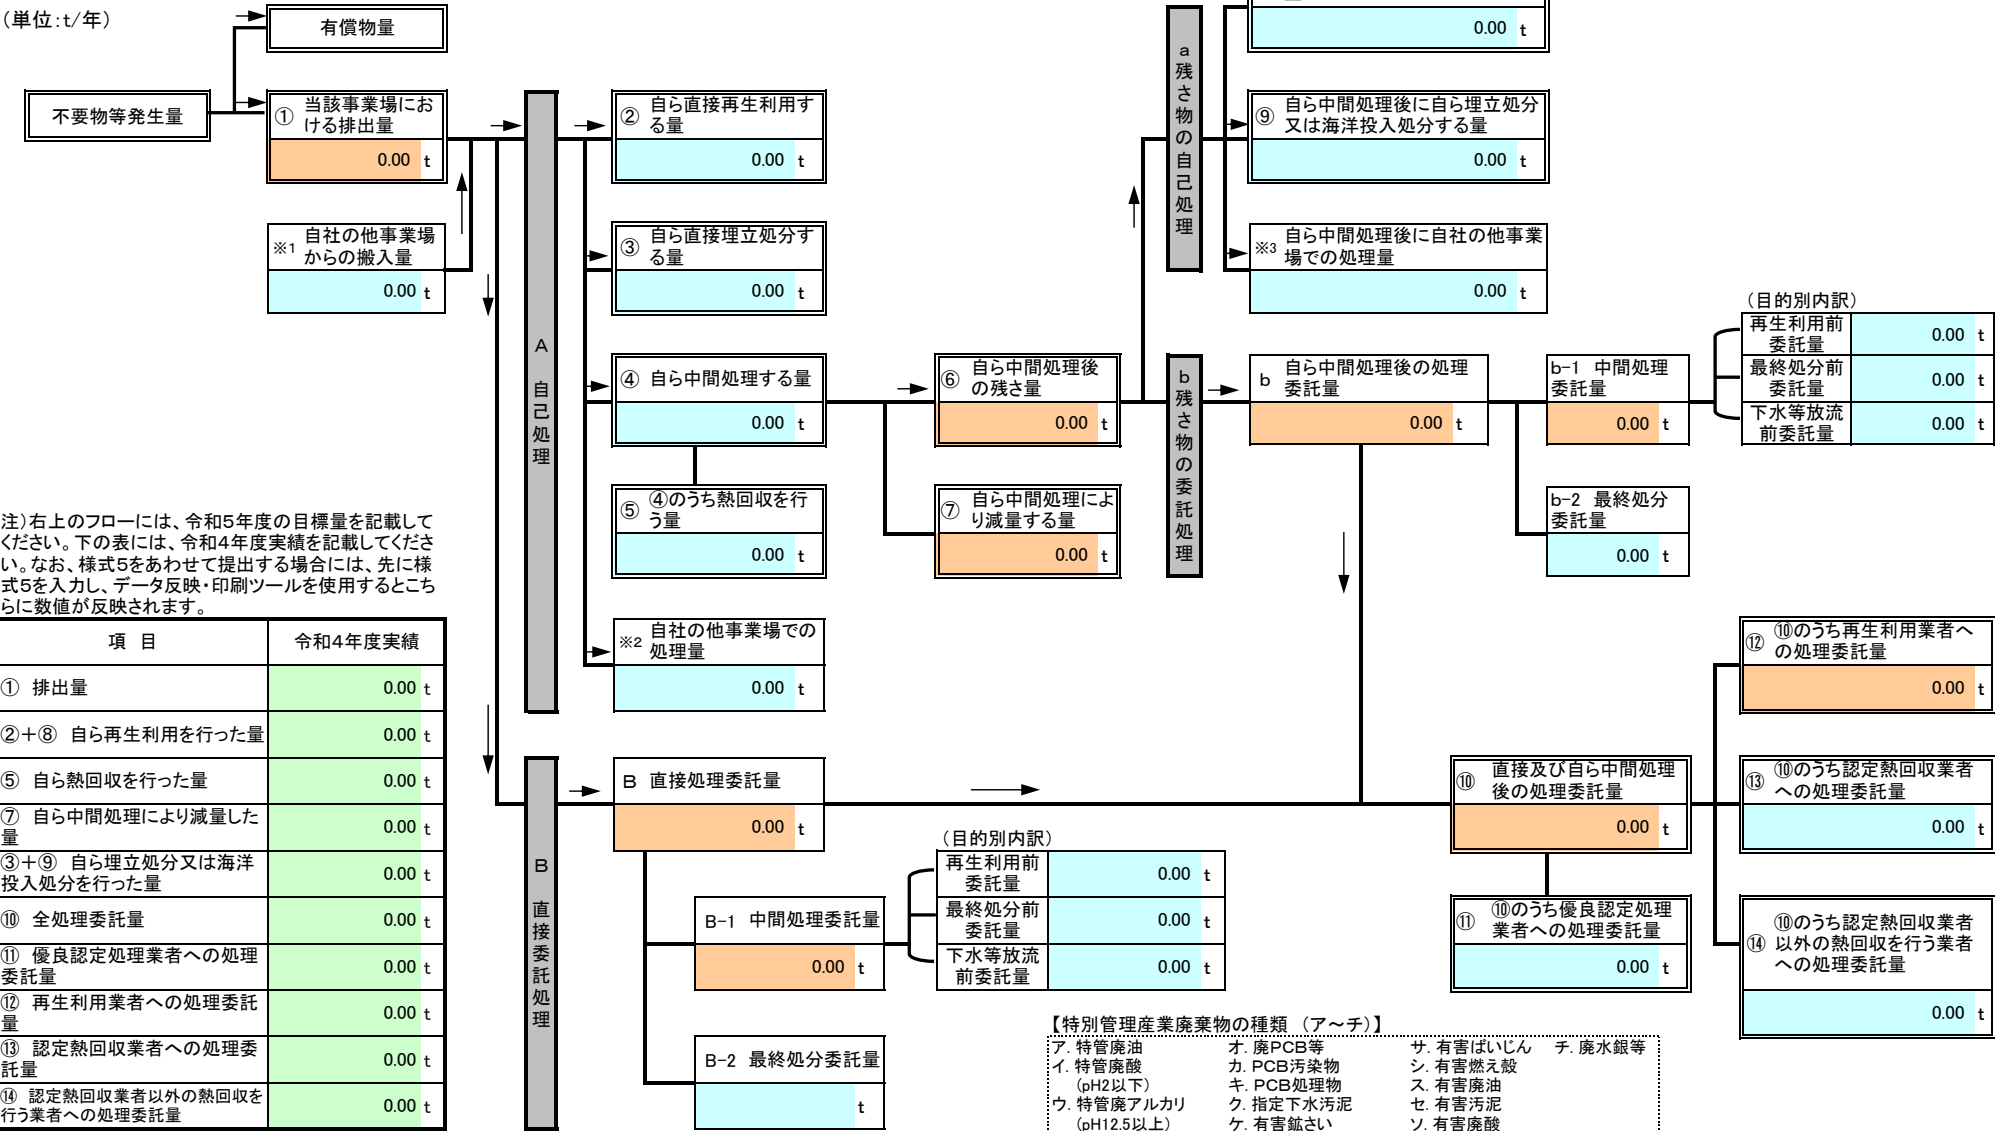 （単位：ｔ/年）
有償物量
不要物等発生量
① 当該事業場にお
ける排出量
0.00 t
※1 自社の他事業場
からの搬入量
0.00 t
A 自己処理
② 自ら直接再生利用す
る量
0.00 t
③ 自ら直接埋立処分す
る量
0.00 t
④ 自ら中間処理する量
0.00 t
⑤ ④のうち熱回収を行
う量
0.00 t
※2 自社の他事業場での
処理量
0.00 t
⑥ 自ら中間処理後
の残さ量
0.00 t
⑦ 自ら中間処理によ
り減量する量
0.00 t
a 残さ物の自己処理
0.00 t
⑨ 自ら中間処理後に自ら埋立処分
又は海洋投入処分する量
0.00 t
※3 自ら中間処理後に自社の他事業
場での処理量
0.00 t
b 残さ物の委託処理
b 自ら中間処理後の処理
委託量
0.00 t
b-1 中間処理
委託量
0.00 t
b-2 最終処分
委託量
0.00 t
（目的別内訳）
再生利用前
委託量
0.00 t
最終処分前
委託量
0.00 t
下水等放流
前委託量
0.00 t
注）右上のフローには、令和５年度の目標量を記載して
ください。下の表には、令和４年度実績を記載してくださ
い。なお、様式５をあわせて提出する場合には、先に様
式５を入力し、データ反映・印刷ツールを使用するとこち
らに数値が反映されます。
項 目 令和４年度実績
① 排出量 0.00 t
②＋⑧ 自ら再生利用を行った量 0.00 t
⑤ 自ら熱回収を行った量 0.00 t
⑦ 自ら中間処理により減量した
量 0.00 t
③＋⑨ 自ら埋立処分又は海洋
投入処分を行った量 0.00 t
⑩ 全処理委託量 0.00 t
⑪ 優良認定処理業者への処理
委託量 0.00 t
⑫ 再生利用業者への処理委託
量 0.00 t
⑬ 認定熱回収業者への処理委
託量 0.00 t
⑭ 認定熱回収業者以外の熱回収を
行う業者への処理委託量 0.00 t
B 直接委託処理
B 直接処理委託量
0.00 t
B-1 中間処理委託量
0.00 t
B-2 最終処分委託量
t
（目的別内訳）
再生利用前
委託量
0.00 t
最終処分前
委託量
0.00 t
下水等放流
前委託量
0.00 t
⑩ 直接及び自ら中間処理
後の処理委託量
0.00 t
⑪ ⑩のうち優良認定処理
業者への処理委託量
0.00 t
⑫ ⑩のうち再生利用業者へ
の処理委託量
0.00 t
⑬ ⑩のうち認定熱回収業者
への処理委託量
0.00 t
⑭ ⑩のうち認定熱回収業者
以外の熱回収を行う業者
への処理委託量
0.00 t
【特別管理産業廃棄物の種類 （ア～チ）】
ア．特管廃油 オ．廃PCB等 サ．有害ばいじん チ．廃水銀等
イ．特管廃酸 カ．PCB汚染物 シ．有害燃え殻
（pH2以下） キ．PCB処理物 ス．有害廃油
ウ．特管廃アルカリ ク．指定下水汚泥 セ．有害汚泥
（pH12.5以上） ケ．有害鉱さい ソ．有害廃酸